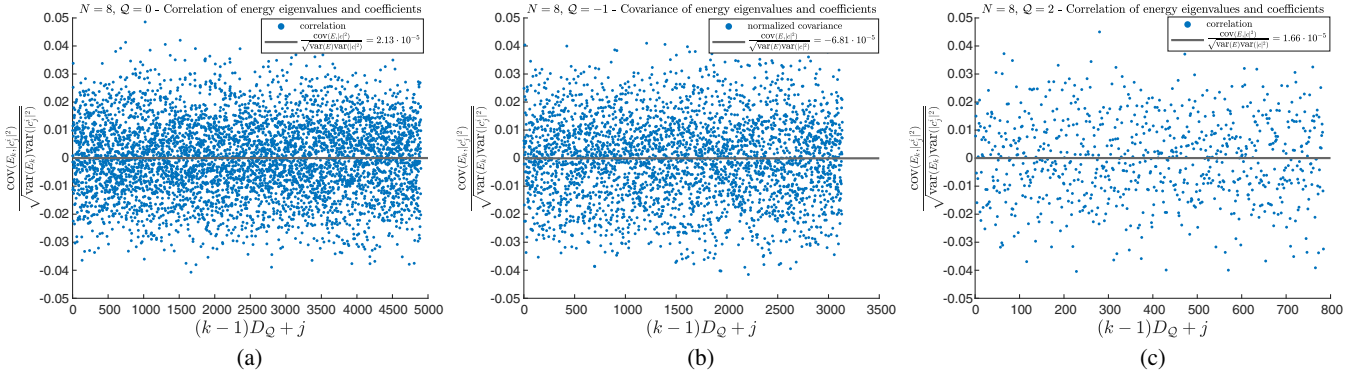 N = 8, Q = 0 - Correlation of energy eigenvalues and coefficients
correlation
cov(E,|c|²)/√var(E)var(|c|²) = 2.13 · 10⁻⁵
0.05
0.04
0.03
0.02
0.01
0
-0.01
-0.02
-0.03
-0.04
-0.05
cov(E_k,|c_j^i|²)/√var(E_k)var(|c_j^i|²)
0 500 1000 1500 2000 2500 3000 3500 4000 4500 5000
(k − 1)D_Q + j
(a)
N = 8, Q = −1 - Covariance of energy eigenvalues and coefficients
normalized covariance
cov(E,|c|²)/√var(E)var(|c|²) = −6.81 · 10⁻⁵
0.05
0.04
0.03
0.02
0.01
0
-0.01
-0.02
-0.03
-0.04
-0.05
cov(E_k,|c_j^i|²)/√var(E_k)var(|c_j^i|²)
0 500 1000 1500 2000 2500 3000 3500
(k − 1)D_Q + j
(b)
N = 8, Q = 2 - Correlation of energy eigenvalues and coefficients
correlation
cov(E,|c|²)/√var(E)var(|c|²) = 1.66 · 10⁻⁵
0.05
0.04
0.03
0.02
0.01
0
-0.01
-0.02
-0.03
-0.04
-0.05
cov(E_k,|c_j^i|²)/√var(E_k)var(|c_j^i|²)
0 100 200 300 400 500 600 700 800
(k − 1)D_Q + j
(c)